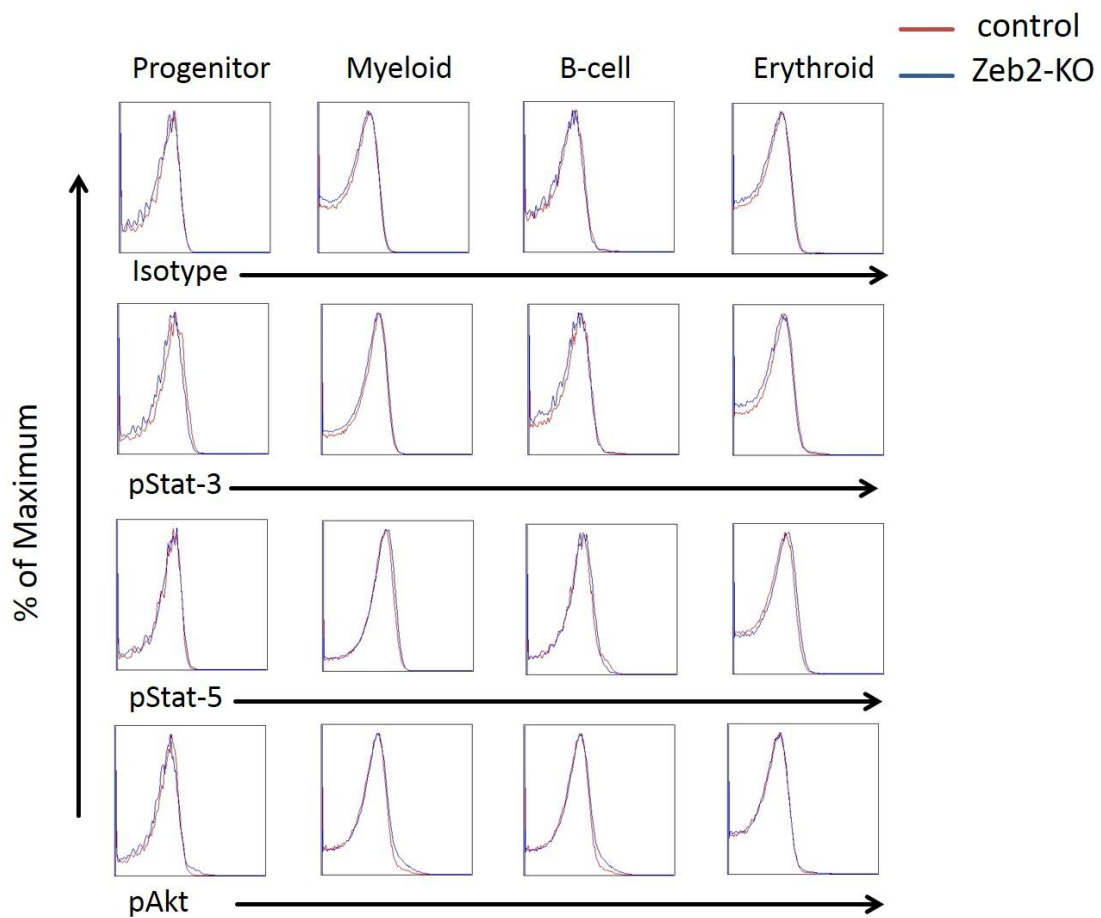 control
Zeb2-KO
Progenitor Myeloid B-cell Erythroid
% of Maximum
Isotype
pStat-3
pStat-5
pAkt